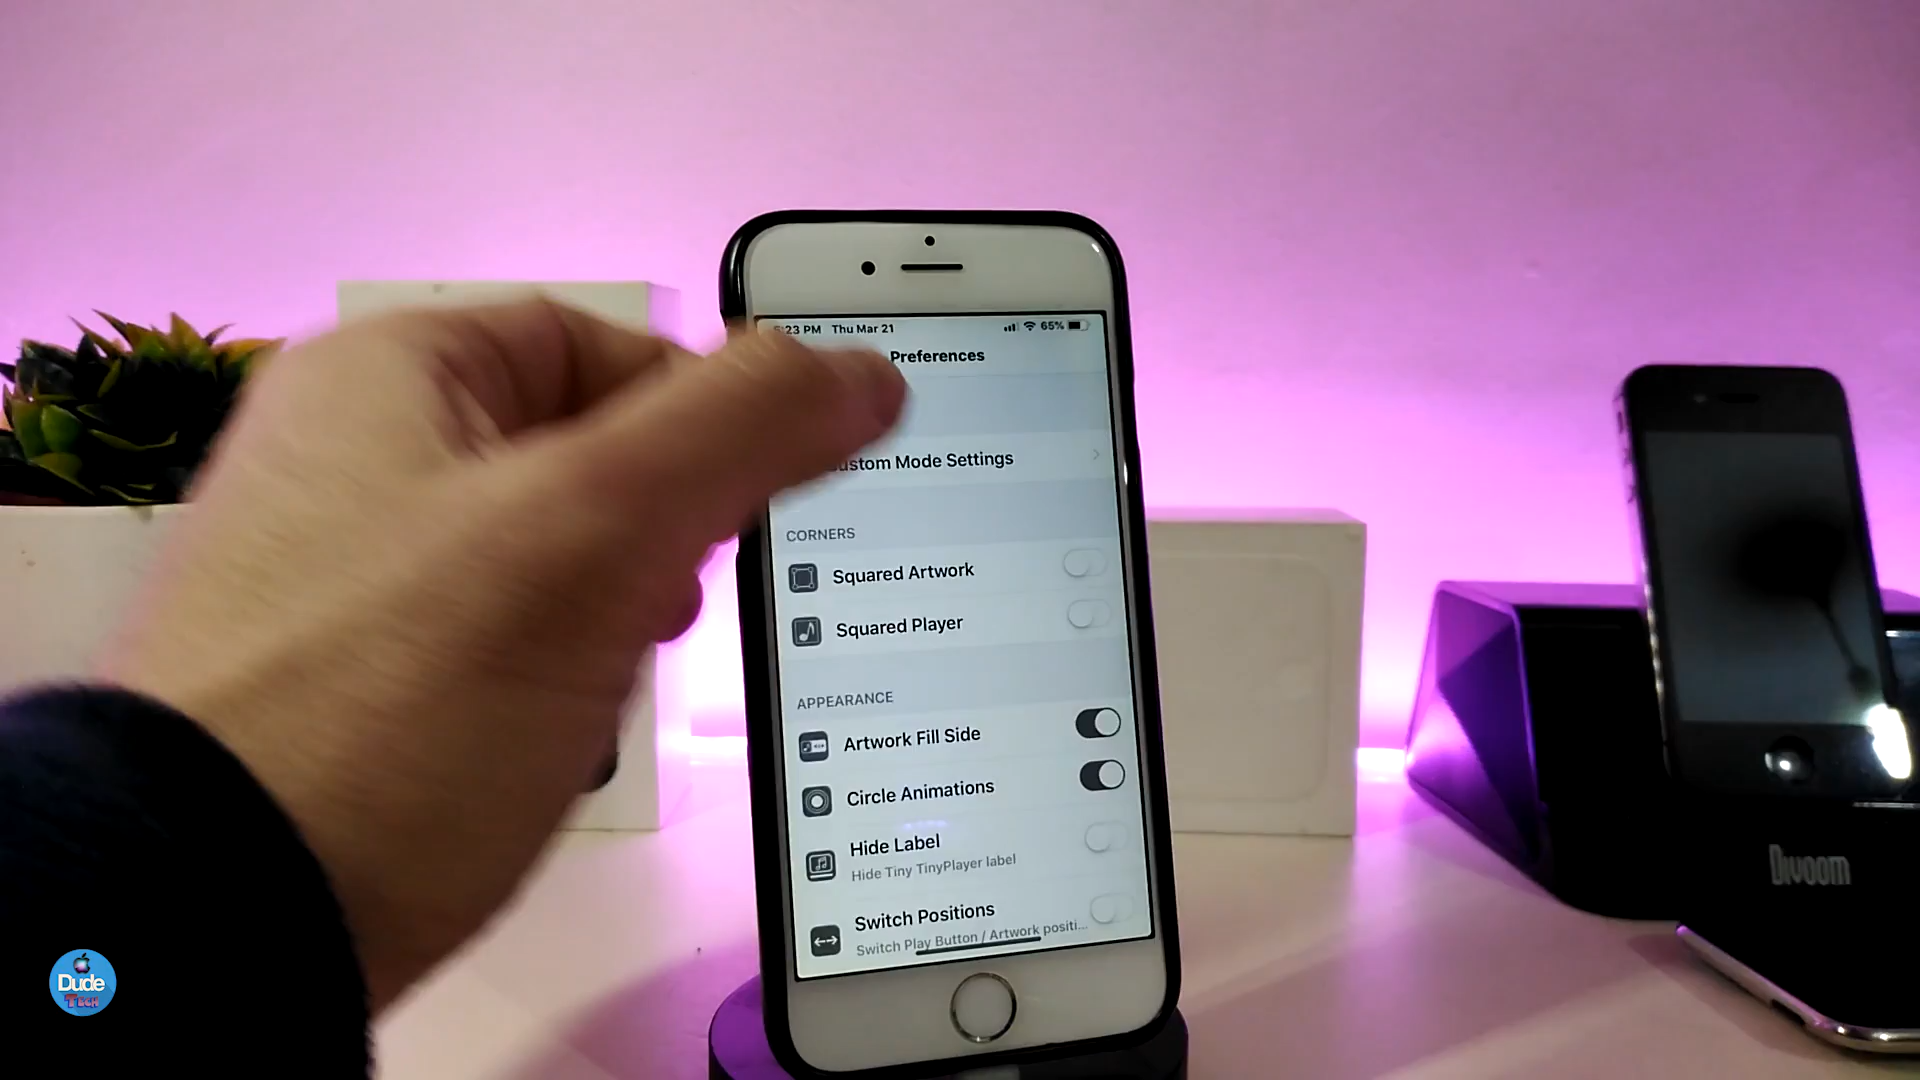 :23 PM Thu Mar 21 65%
Preferences
ustom Mode Settings
CORNERS
Squared Artwork
Squared Player
APPEARANCE
Artwork Fill Side
Circle Animations
Hide Label
Hide Tiny TinyPlayer label
Switch Positions
Switch Play Button / Artwork positi...
Divoom
Dude
Tech